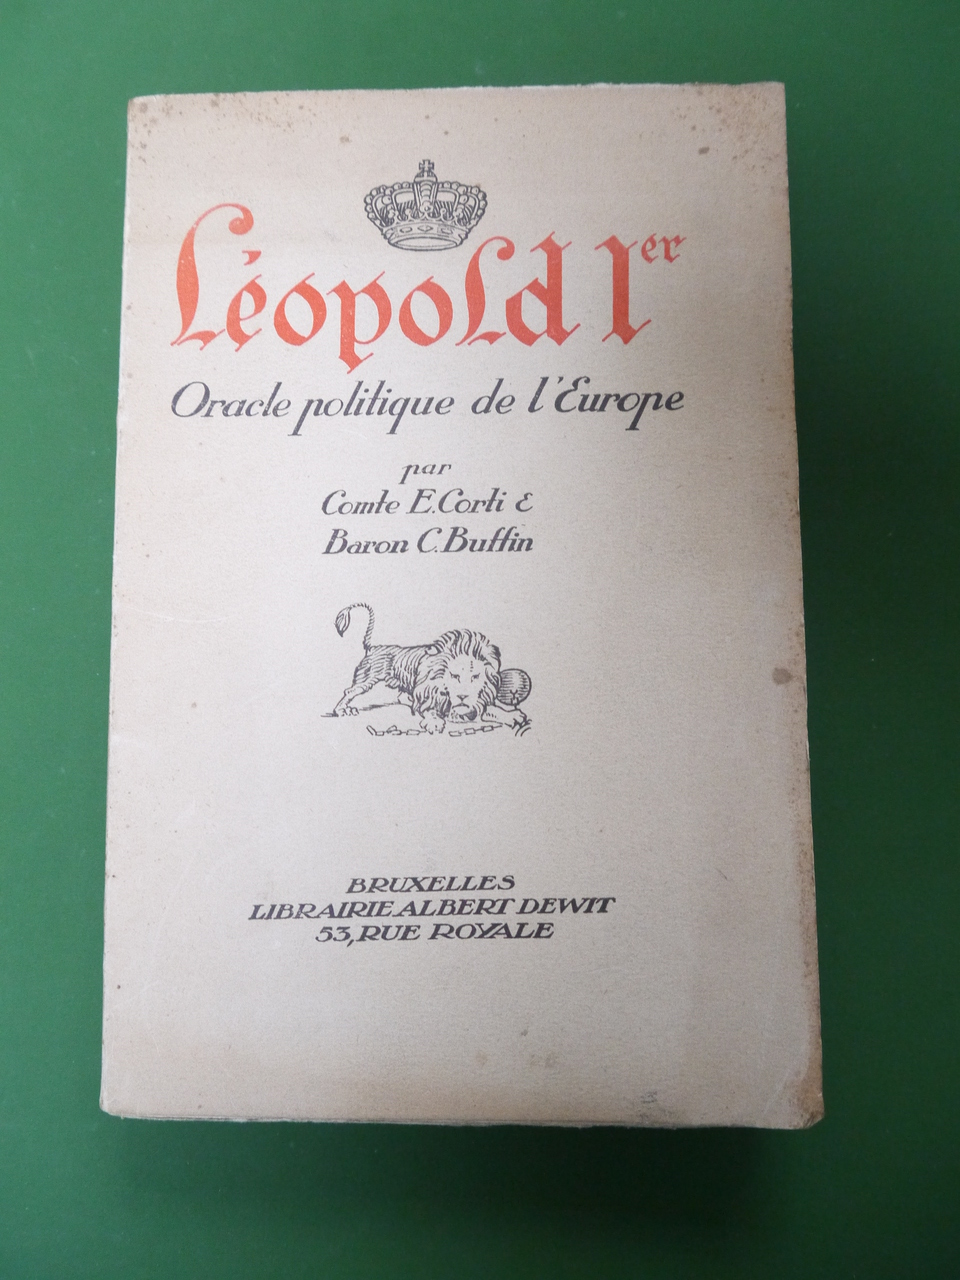 Léopold Ier
Oracle politique de l'Europe
par
Comte E. Corti &
Baron C. Buffin
BRUXELLES
LIBRAIRIE ALBERT DEWIT
53, RUE ROYALE